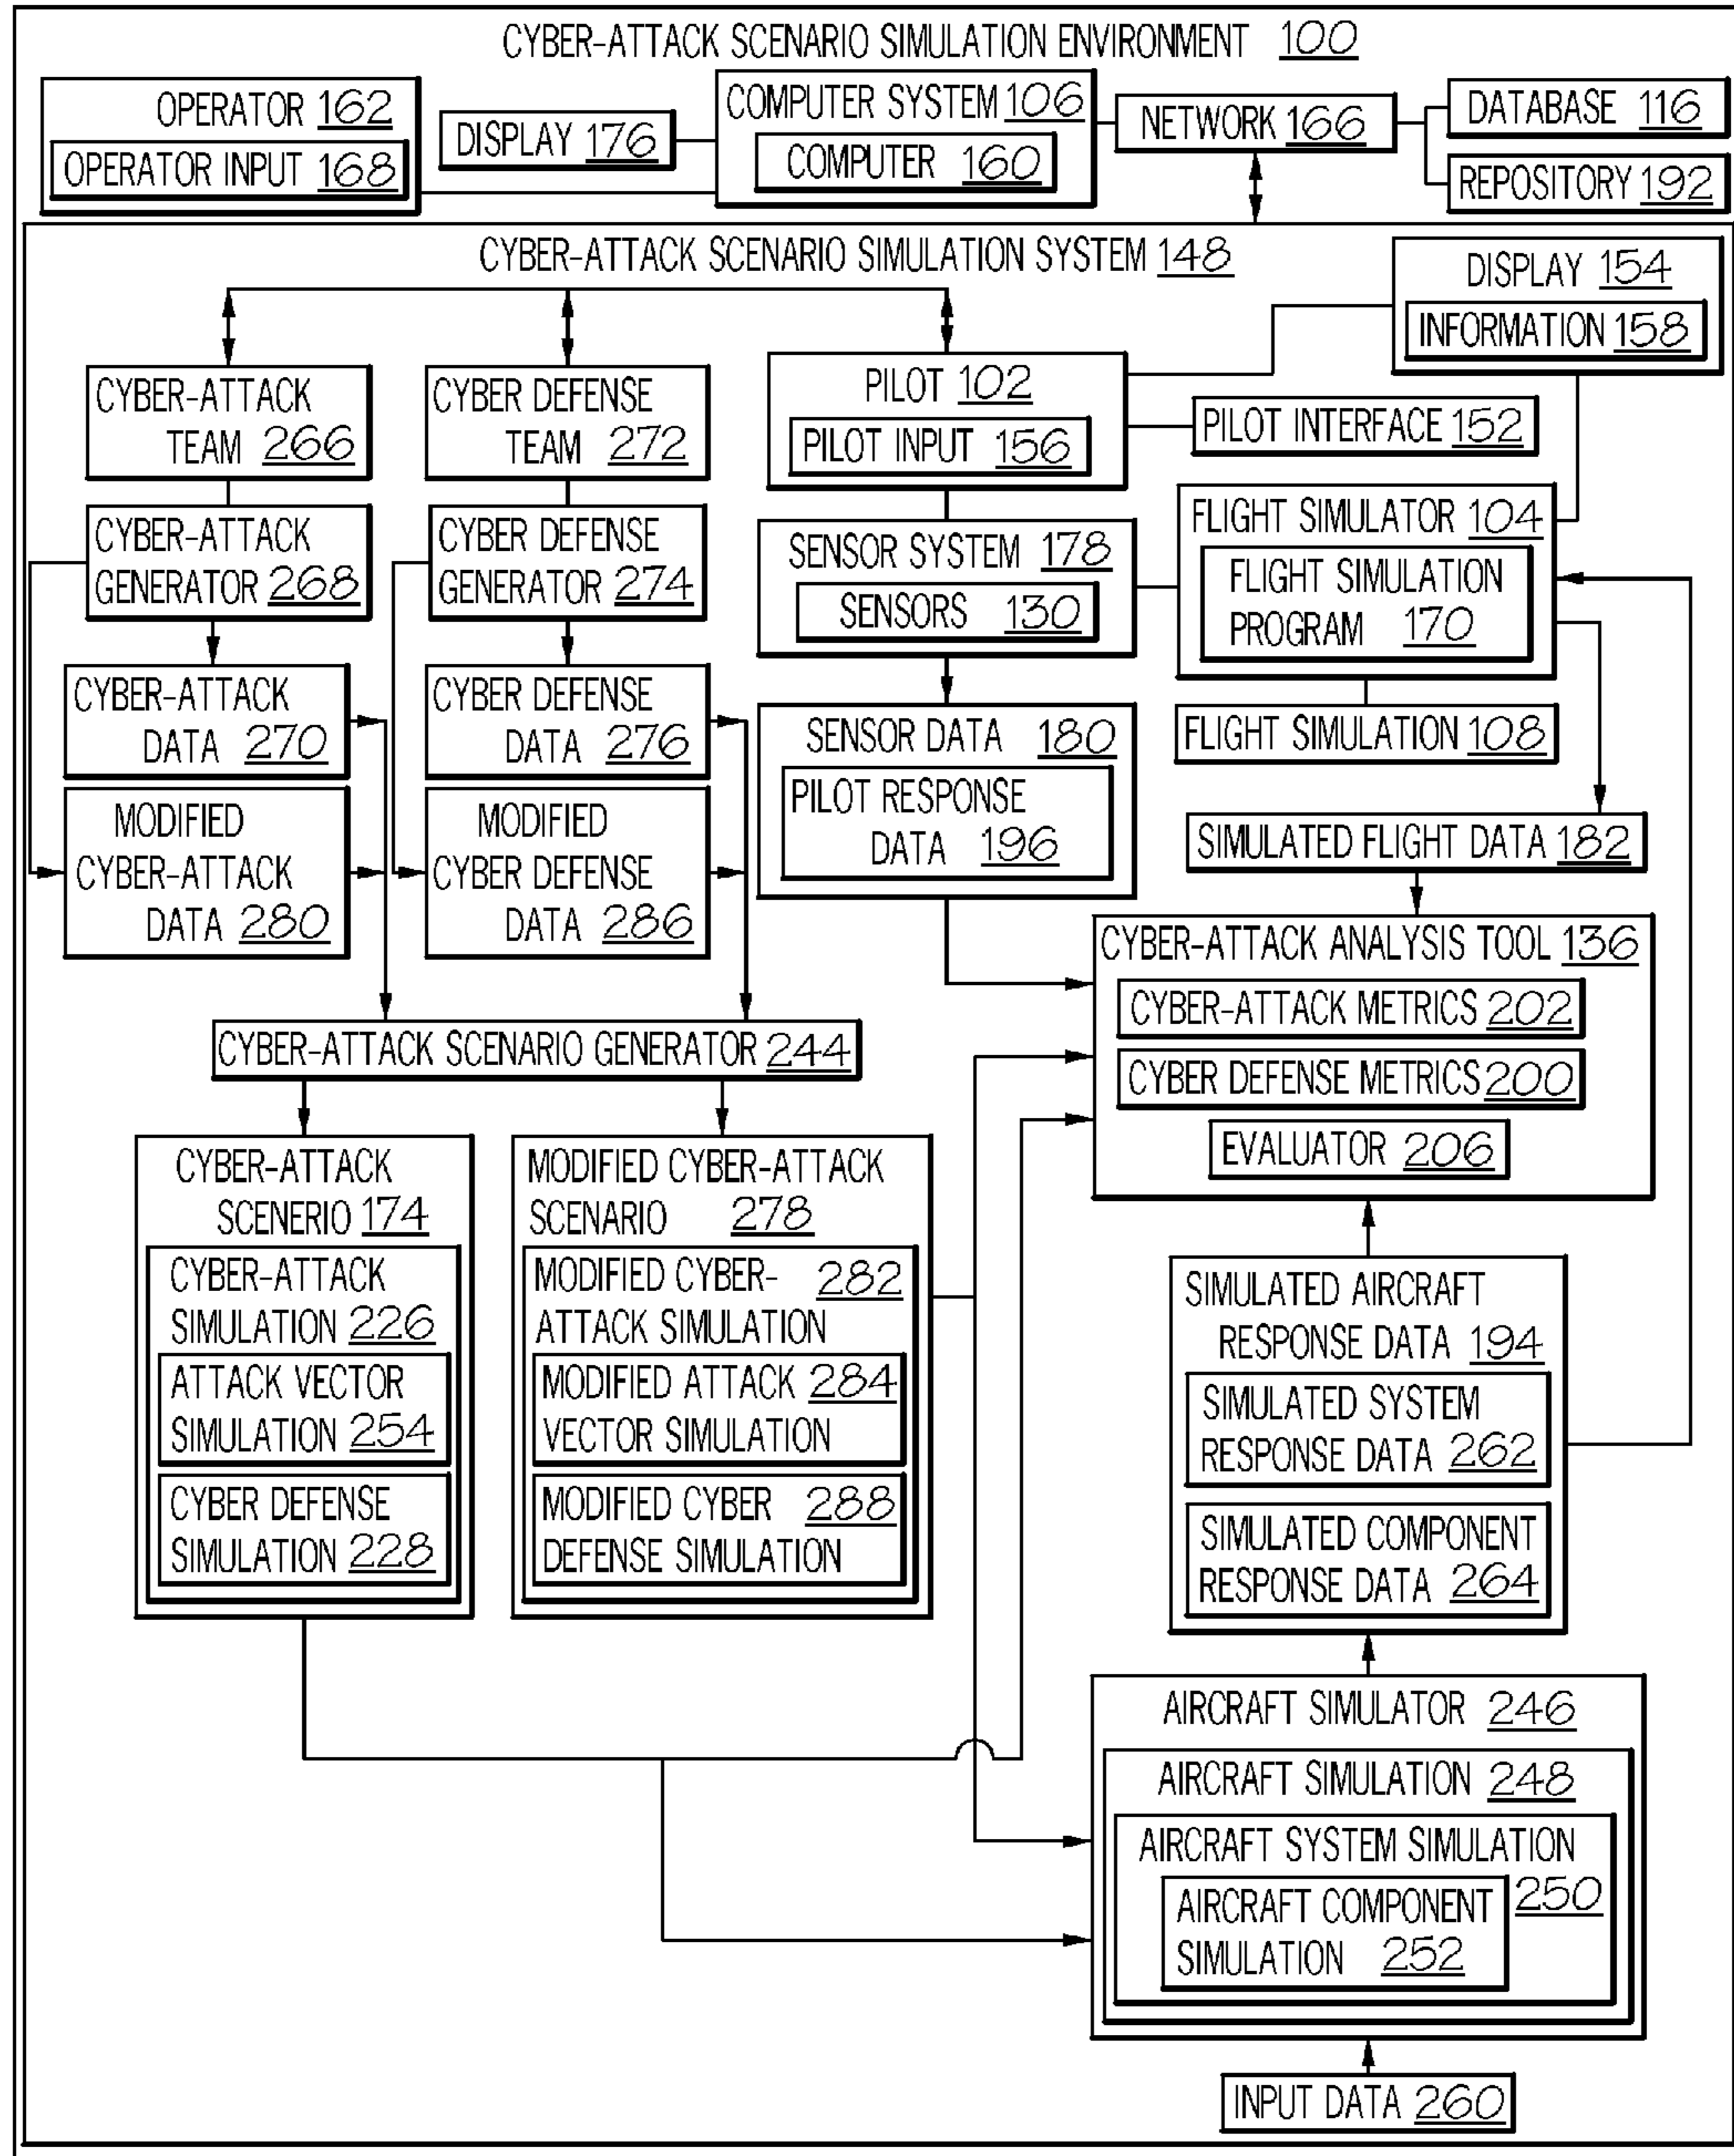 CYBER-ATTACK SCENARIO SIMULATION ENVIRONMENT 100
OPERATOR 162
OPERATOR INPUT 168
DISPLAY 176
COMPUTER SYSTEM 106
COMPUTER 160
NETWORK 166
DATABASE 116
REPOSITORY 192
CYBER-ATTACK SCENARIO SIMULATION SYSTEM 148
DISPLAY 154
INFORMATION 158
CYBER-ATTACK
TEAM 266
CYBER DEFENSE
TEAM 272
PILOT 102
PILOT INPUT 156
PILOT INTERFACE 152
CYBER-ATTACK
GENERATOR 268
CYBER DEFENSE
GENERATOR 274
SENSOR SYSTEM 178
SENSORS 130
FLIGHT SIMULATOR 104
FLIGHT SIMULATION
PROGRAM 170
CYBER-ATTACK
DATA 270
CYBER DEFENSE
DATA 276
SENSOR DATA 180
PILOT RESPONSE
DATA 196
FLIGHT SIMULATION 108
MODIFIED
CYBER-ATTACK
DATA 280
MODIFIED
CYBER DEFENSE
DATA 286
SIMULATED FLIGHT DATA 182
CYBER-ATTACK ANALYSIS TOOL 136
CYBER-ATTACK METRICS 202
CYBER DEFENSE METRICS 200
EVALUATOR 206
CYBER-ATTACK SCENARIO GENERATOR 244
CYBER-ATTACK
SCENERIO 174
CYBER-ATTACK
SIMULATION 226
ATTACK VECTOR
SIMULATION 254
CYBER DEFENSE
SIMULATION 228
MODIFIED CYBER-ATTACK
SCENARIO 278
MODIFIED CYBER- 282
ATTACK SIMULATION
MODIFIED ATTACK 284
VECTOR SIMULATION
MODIFIED CYBER 288
DEFENSE SIMULATION
SIMULATED AIRCRAFT
RESPONSE DATA 194
SIMULATED SYSTEM
RESPONSE DATA 262
SIMULATED COMPONENT
RESPONSE DATA 264
AIRCRAFT SIMULATOR 246
AIRCRAFT SIMULATION 248
AIRCRAFT SYSTEM SIMULATION
250
AIRCRAFT COMPONENT
SIMULATION 252
INPUT DATA 260